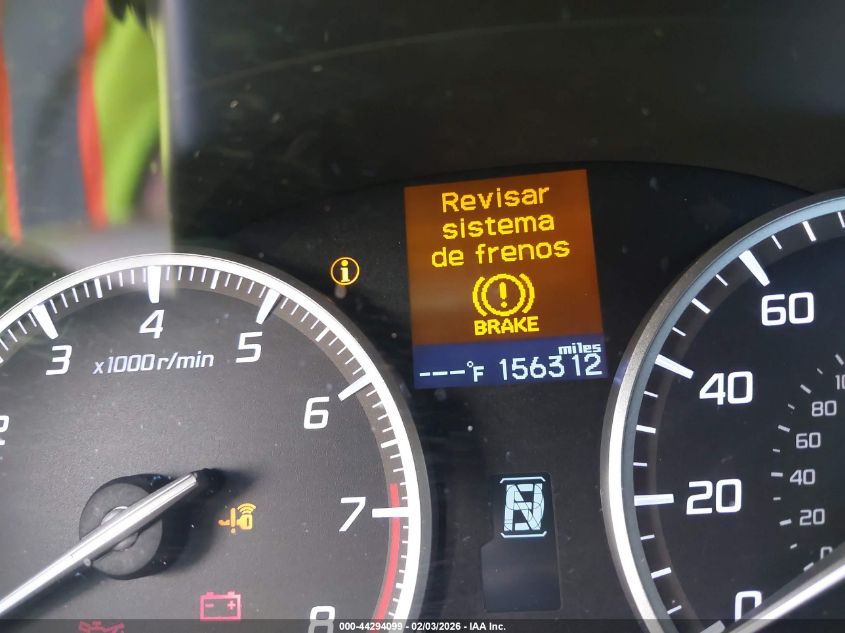 Revisar
sistema
de frenos
BRAKE
miles
---°F 156312
3
4
5
6
7
8
x1000r/min
N
60
40
20
0
80
60
40
20
0
000-44294099 - 02/03/2026 - IAA Inc.